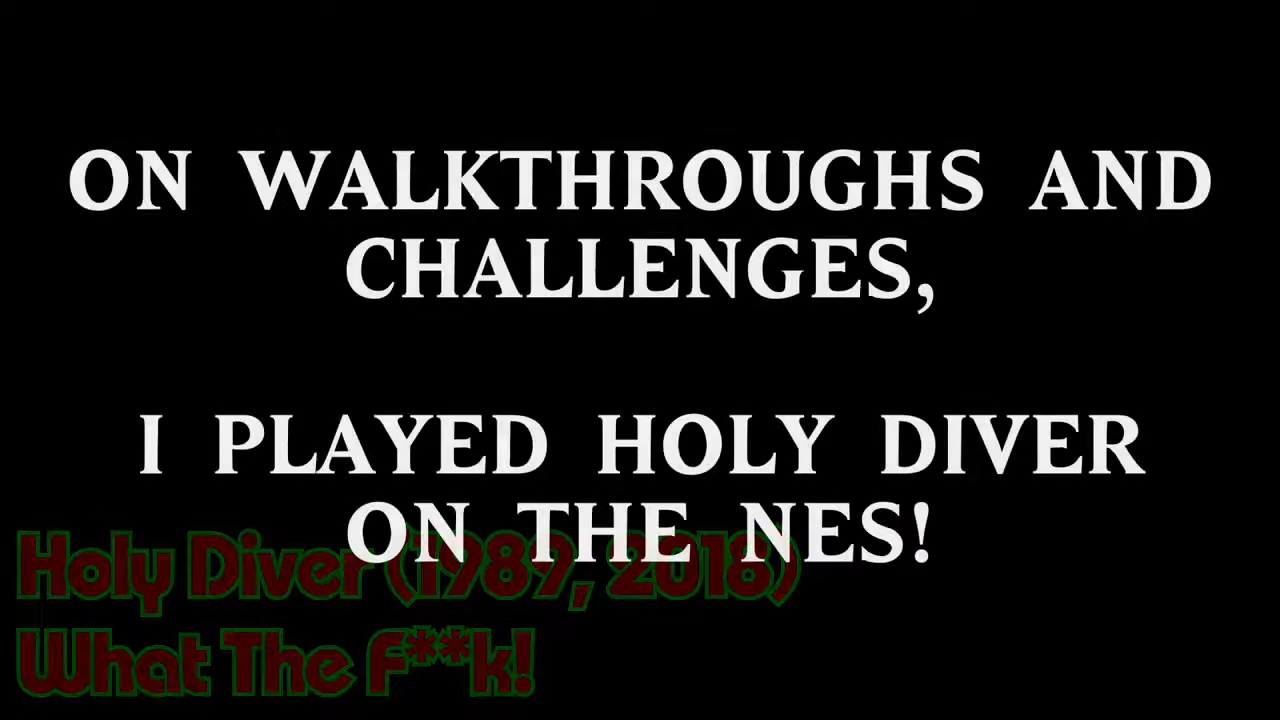 ON WALKTHROUGHS AND
CHALLENGES,
I PLAYED HOLY DIVER
ON THE NES!
Holy Diver (1989, 2018)
What The F**k!